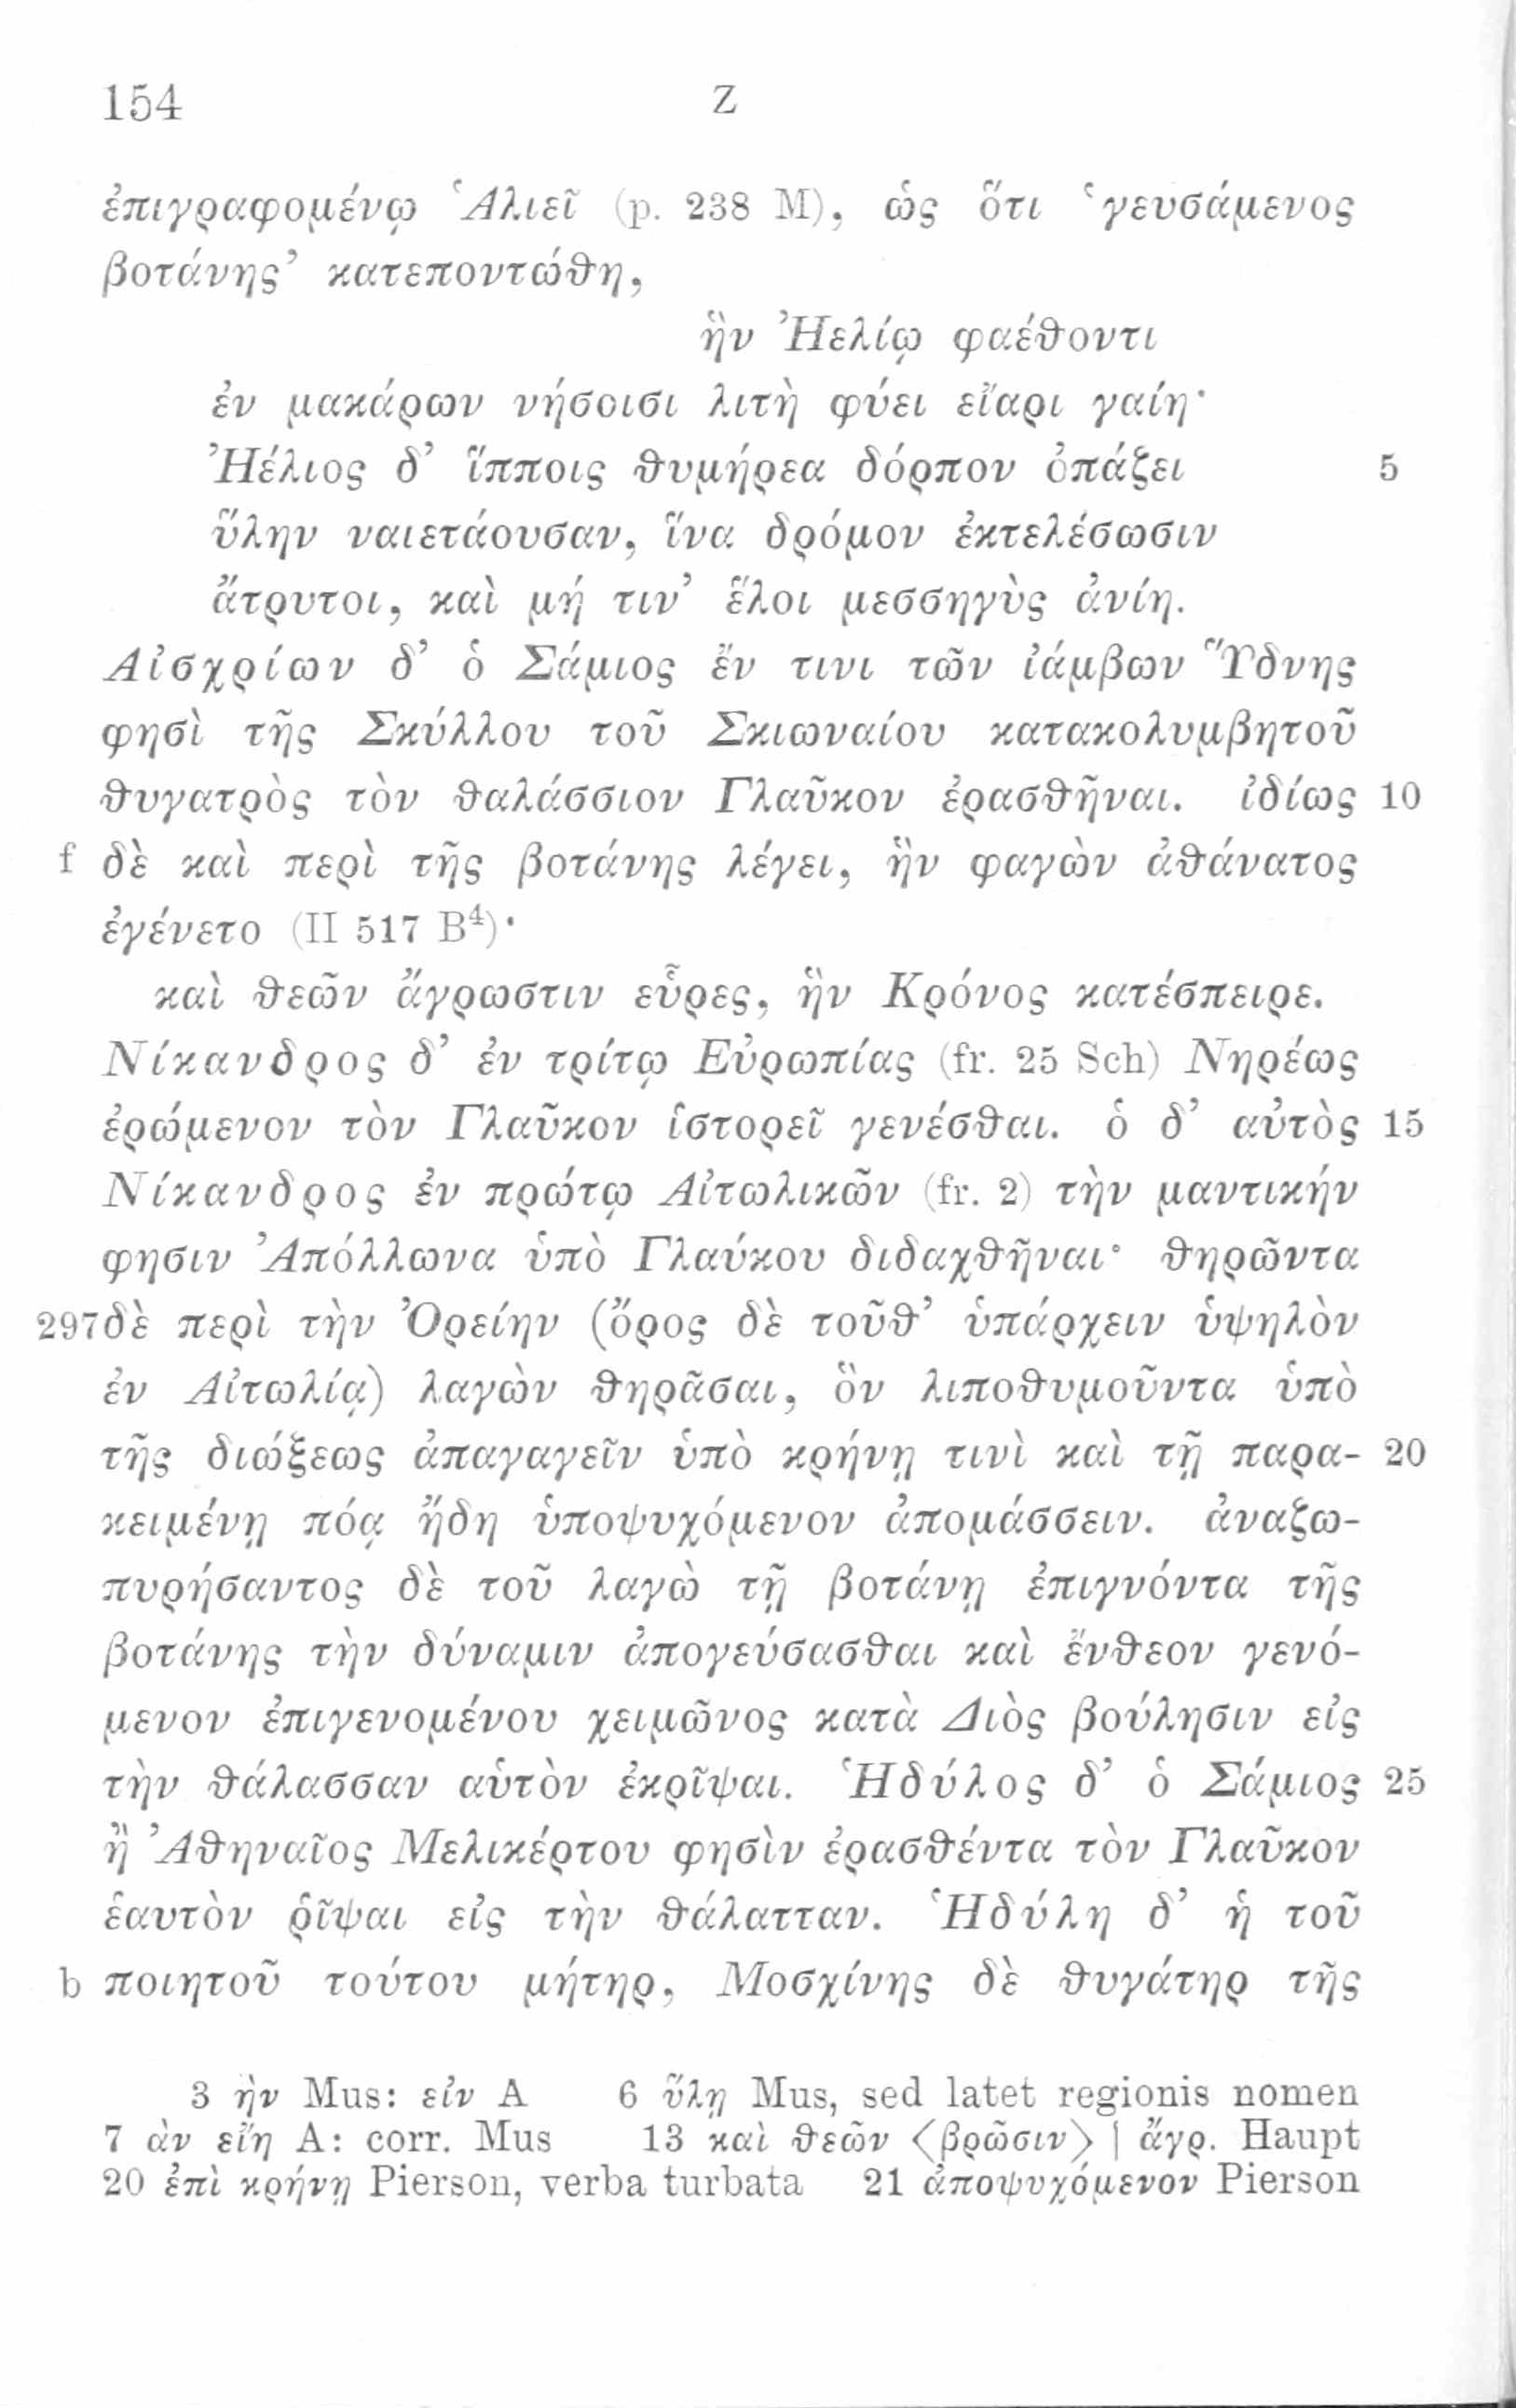 154 Z
ἐπιγραφομένῳ Ἁλιεῖ (p. 238 M), ὡς ὅτι ‘γευσάμενος
βοτάνης’ κατεποντώθη,
ἣν Ἠελίῳ φαέθοντι
ἐν μακάρων νήσοισι λιτὴ φύει εἴαρι γαίη·
Ἠέλιος δ’ ἵπποις θυμήρεα δόρπον ὀπάζει 5
ὕλην ναιετάουσαν, ἵνα δρόμον ἐκτελέσωσιν
ἄτρυτοι, καὶ μή τιν’ ἕλοι μεσσηγὺς ἀνίη.
Αἰσχρίων δ’ ὁ Σάμιος ἔν τινι τῶν ἰάμβων Ὕδνης
φησὶ τῆς Σκύλλου τοῦ Σκιωναίου κατακολυμβητοῦ
θυγατρὸς τὸν θαλάσσιον Γλαῦκον ἐρασθῆναι. ἰδίως 10
f δὲ καὶ περὶ τῆς βοτάνης λέγει, ἣν φαγὼν ἀθάνατος
ἐγένετο (II 517 B⁴)·
καὶ θεῶν ἄγρωστιν εὗρες, ἣν Κρόνος κατέσπειρε.
Νίκανδρος δ’ ἐν τρίτῳ Εὐρωπίας (fr. 25 Sch) Νηρέως
ἐρώμενον τὸν Γλαῦκον ἱστορεῖ γενέσθαι. ὁ δ’ αὐτὸς 15
Νίκανδρος ἐν πρώτῳ Αἰτωλικῶν (fr. 2) τὴν μαντικήν
φησιν Ἀπόλλωνα ὑπὸ Γλαύκου διδαχθῆναι· θηρῶντα
297 δὲ περὶ τὴν Ὀρείην (ὄρος δὲ τοῦθ’ ὑπάρχειν ὑψηλὸν
ἐν Αἰτωλίᾳ) λαγὼν θηρᾶσαι, ὃν λιποθυμοῦντα ὑπὸ
τῆς διώξεως ἀπαγαγεῖν ὑπὸ κρήνῃ τινὶ καὶ τῇ παρα- 20
κειμένῃ πόᾳ ἤδη ὑποψυχόμενον ἀπομάσσειν. ἀναζω-
πυρήσαντος δὲ τοῦ λαγὼ τῇ βοτάνῃ ἐπιγνόντα τῆς
βοτάνης τὴν δύναμιν ἀπογεύσασθαι καὶ ἔνθεον γενό-
μενον ἐπιγενομένου χειμῶνος κατὰ Διὸς βούλησιν εἰς
τὴν θάλασσαν αὑτὸν ἐκρῖψαι. Ἡδύλος δ’ ὁ Σάμιος 25
ἢ Ἀθηναῖος Μελικέρτου φησὶν ἐρασθέντα τὸν Γλαῦκον
ἑαυτὸν ῥῖψαι εἰς τὴν θάλατταν. Ἡδύλη δ’ ἡ τοῦ
b ποιητοῦ τούτου μήτηρ, Μοσχίνης δὲ θυγάτηρ τῆς
3 ἣν Mus: εἰν A 6 ὕλῃ Mus, sed latet regionis nomen
7 ἀν εἴη A: corr. Mus 13 καὶ θεῶν ⟨βρῶσιν⟩ | ἄγρ. Haupt
20 ἐπὶ κρήνῃ Pierson, verba turbata 21 ἀποψυχόμενον Pierson